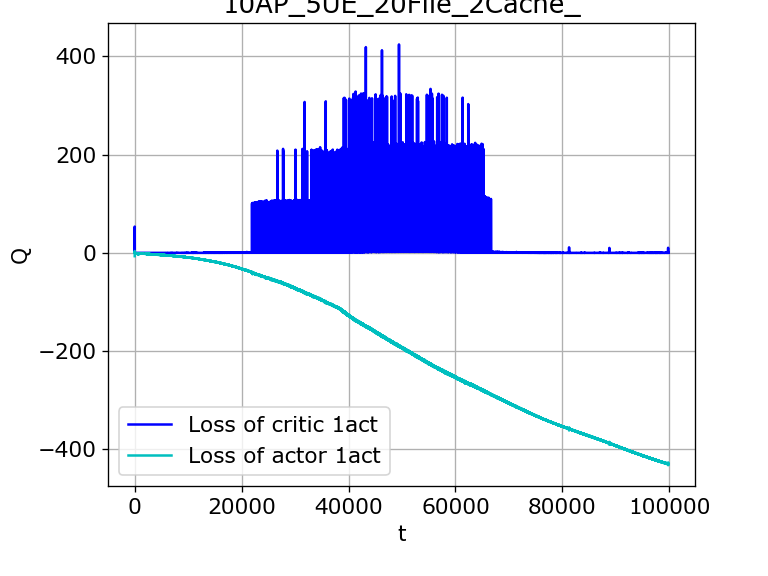 10AP_5UE_20File_2Cache_
400
200
0
−200
−400
Q
Loss of critic 1act
Loss of actor 1act
0 20000 40000 60000 80000 100000
t